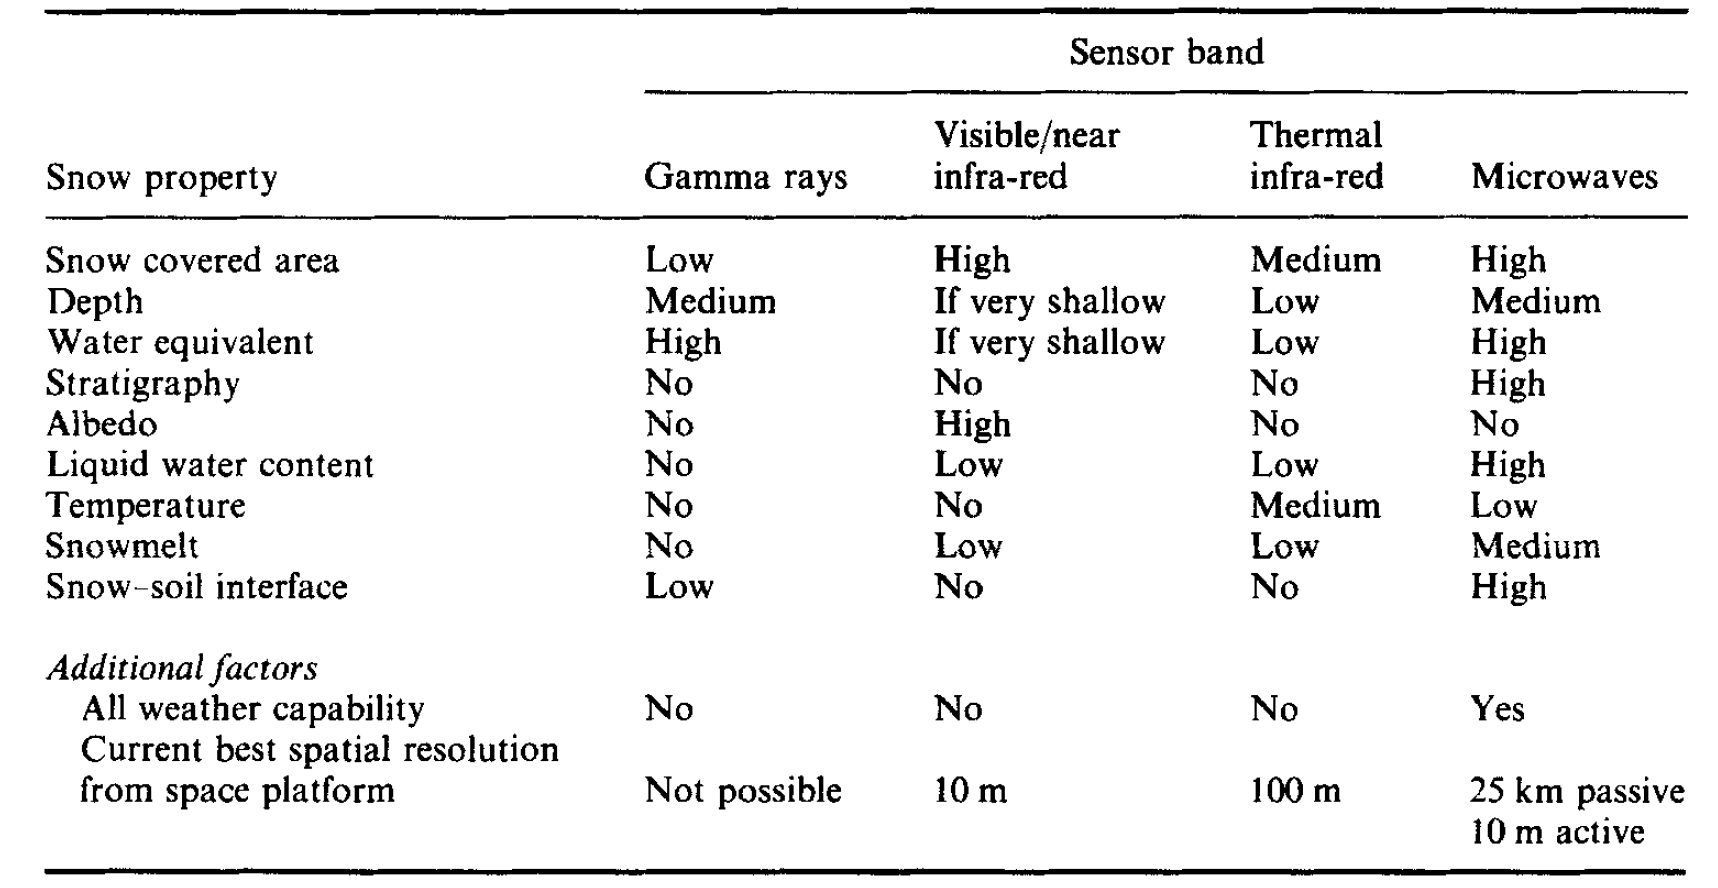 Sensor band
Visible/near Thermal
Snow property Gamma rays infra-red infra-red Microwaves
Snow covered area Low High Medium High
Depth Medium If very shallow Low Medium
Water equivalent High If very shallow Low High
Stratigraphy No No No High
Albedo No High No No
Liquid water content No Low Low High
Temperature No No Medium Low
Snowmelt No Low Low Medium
Snow-soil interface Low No No High
Additional factors
All weather capability No No No Yes
Current best spatial resolution
from space platform Not possible 10 m 100 m 25 km passive
10 m active